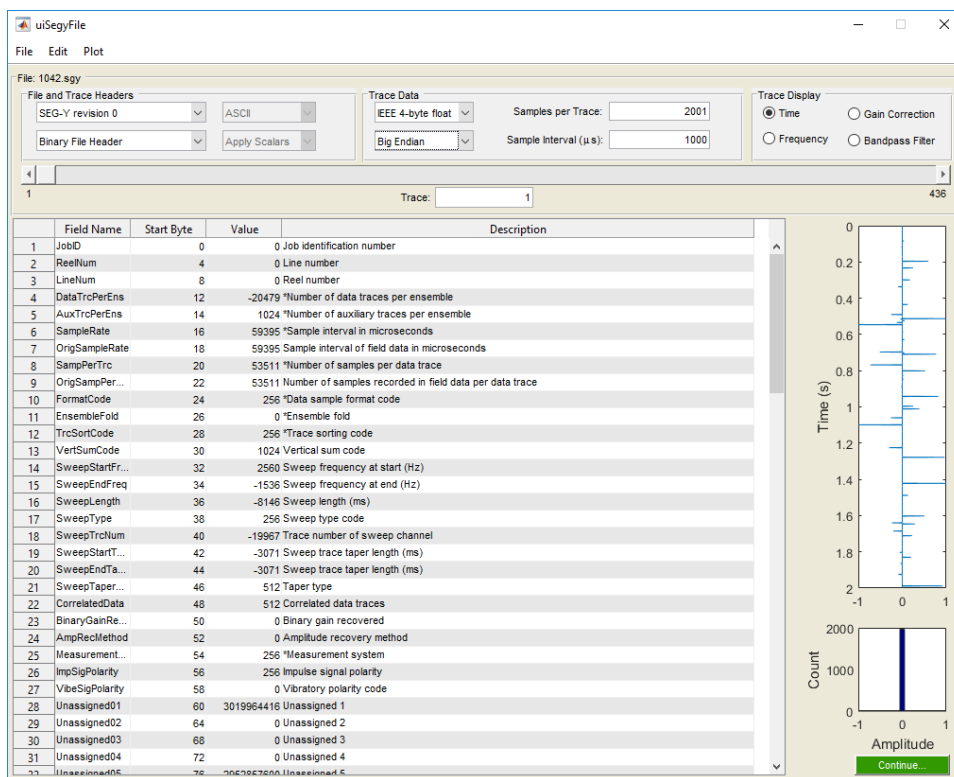 uiSegyFile
File Edit Plot
File: 1042.sgy
File and Trace Headers
SEG-Y revision 0 ASCII
Binary File Header Apply Scalars
Trace Data
IEEE 4-byte float Samples per Trace: 2001
Big Endian Sample Interval (μs): 1000
Trace Display
Time Gain Correction
Frequency Bandpass Filter
1 436
Trace: 1
Field Name Start Byte Value Description
1 JobID 0 0 Job identification number
2 ReelNum 4 0 Line number
3 LineNum 8 0 Reel number
4 DataTrcPerEns 12 -20479 *Number of data traces per ensemble
5 AuxTrcPerEns 14 1024 *Number of auxiliary traces per ensemble
6 SampleRate 16 59395 *Sample interval in microseconds
7 OrigSampleRate 18 59395 Sample interval of field data in microseconds
8 SampPerTrc 20 53511 *Number of samples per data trace
9 OrigSampPer... 22 53511 Number of samples recorded in field data per data trace
10 FormatCode 24 256 *Data sample format code
11 EnsembleFold 26 0 *Ensemble fold
12 TrcSortCode 28 256 *Trace sorting code
13 VertSumCode 30 1024 Vertical sum code
14 SweepStartFr... 32 2560 Sweep frequency at start (Hz)
15 SweepEndFreq 34 -1536 Sweep frequency at end (Hz)
16 SweepLength 36 -8146 Sweep length (ms)
17 SweepType 38 256 Sweep type code
18 SweepTrcNum 40 -19967 Trace number of sweep channel
19 SweepStartT... 42 -3071 Sweep trace taper length (ms)
20 SweepEndTa... 44 -3071 Sweep trace taper length (ms)
21 SweepTaper... 46 512 Taper type
22 CorrelatedData 48 512 Correlated data traces
23 BinaryGainRe... 50 0 Binary gain recovered
24 AmpRecMethod 52 0 Amplitude recovery method
25 Measurement... 54 256 *Measurement system
26 ImpSigPolarity 56 256 Impulse signal polarity
27 VibeSigPolarity 58 0 Vibratory polarity code
28 Unassigned01 60 3019964416 Unassigned 1
29 Unassigned02 64 0 Unassigned 2
30 Unassigned03 68 0 Unassigned 3
31 Unassigned04 72 0 Unassigned 4
32 Unassigned05 76 2952857600 Unassigned 5
0
0.2
0.4
0.6
0.8
1
1.2
1.4
1.6
1.8
2
Time (s)
-1 0 1
2000
1000
0
Count
-1 0 1
Amplitude
Continue...